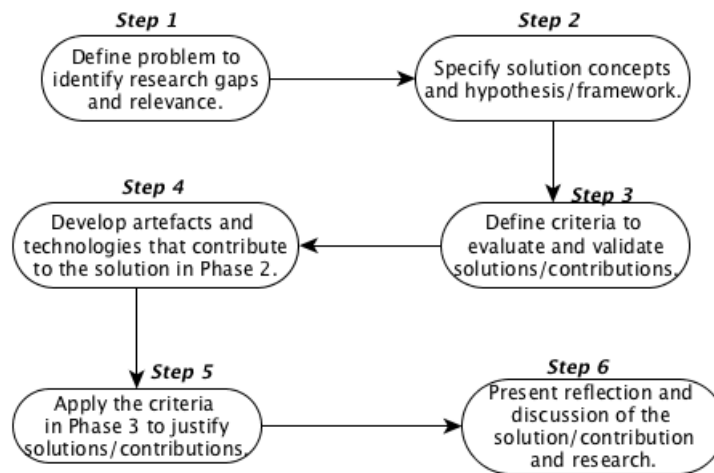 Step 1
Define problem to
identify research gaps
and relevance.
Step 2
Specify solution concepts
and hypothesis/framework.
Step 3
Define criteria to
evaluate and validate
solutions/contributions.
Step 4
Develop artefacts and
technologies that contribute
to the solution in Phase 2.
Step 5
Apply the criteria
in Phase 3 to justify
solutions/contributions.
Step 6
Present reflection and
discussion of the
solution/contribution
and research.